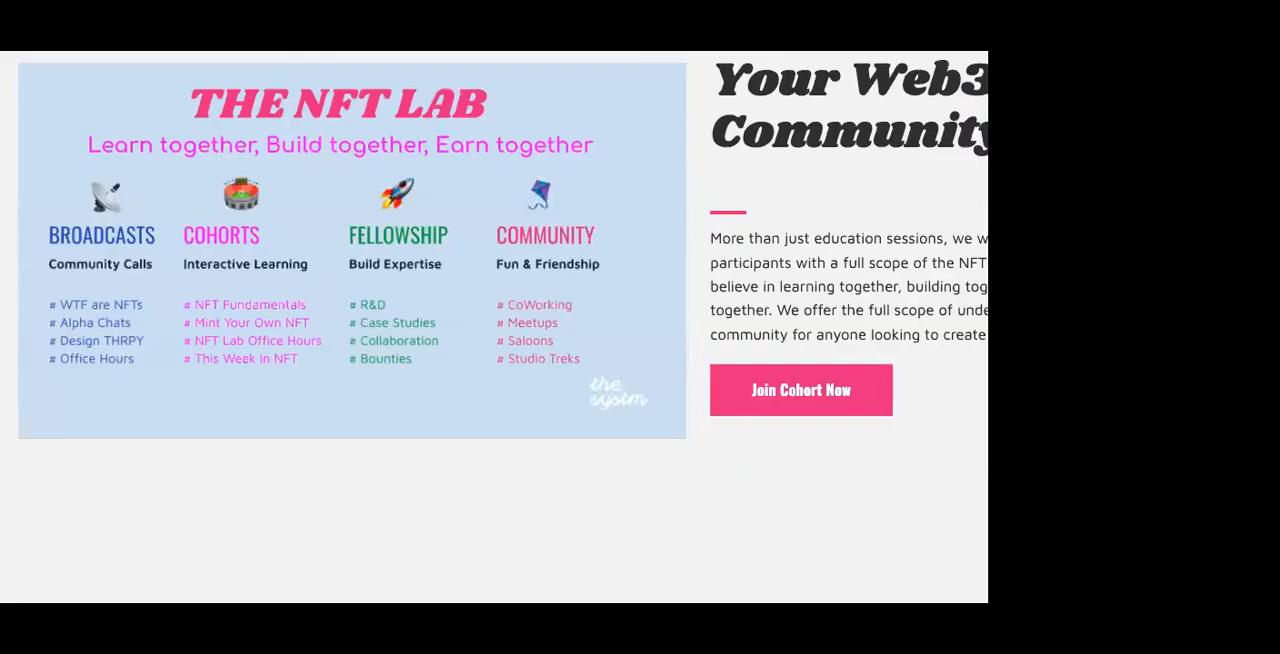 THE NFT LAB
Learn together, Build together, Earn together
BROADCASTS
Community Calls
# WTF are NFTs
# Alpha Chats
# Design THRPY
# Office Hours
COHORTS
Interactive Learning
# NFT Fundamentals
# Mint Your Own NFT
# NFT Lab Office Hours
# This Week In NFT
FELLOWSHIP
Build Expertise
# R&D
# Case Studies
# Collaboration
# Bounties
COMMUNITY
Fun & Friendship
# CoWorking
# Meetups
# Saloons
# Studio Treks
the
sysim
Your Web3
Community
More than just education sessions, we w
participants with a full scope of the NFT
believe in learning together, building tog
together. We offer the full scope of unde
community for anyone looking to create
Join Cohort Now